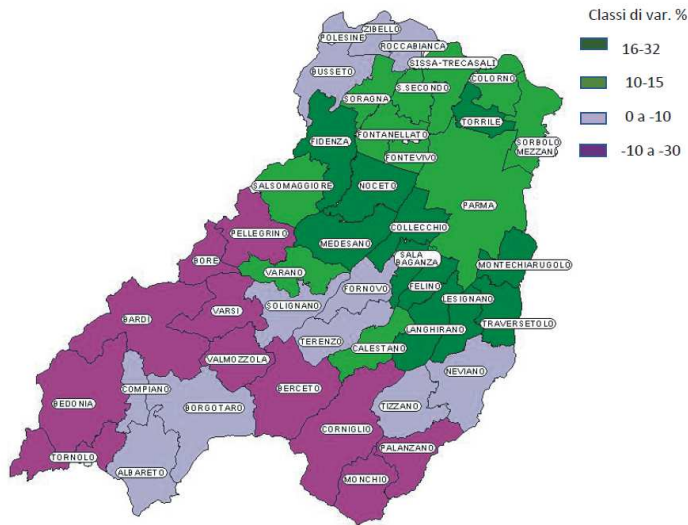 Classi di var. %
16-32
10-15
0 a -10
-10 a -30
ZIBELLO
POLESINE
ROCCABIANCA
BUSSETO
SISSA-TRECASALI
COLORNO
S.SECONDO
SORAGNA
TORRILE
FONTANELLATO
FIDENZA
SORBOLO
MEZZANI
FONTEVIVO
SALSOMAGGIORE
NOCETO
PARMA
COLLECCHIO
PELLEGRINO
MEDESANO
SALA
BAGANZA
BORE
MONTECHIARUGOLO
VARANO
FELINO
FORNOVO
LESIGNANO
SOLIGNANO
VARSI
BARDI
TRAVERSETOLO
LANGHIRANO
TERENZO
CALESTANO
VALMOZZOLA
NEVIANO
COMPIANO
BERCETO
BEDONIA
BORGOTARO
TIZZANO
CORNIGLIO
PALANZANO
TORNOLO
ALBARETO
MONCHIO